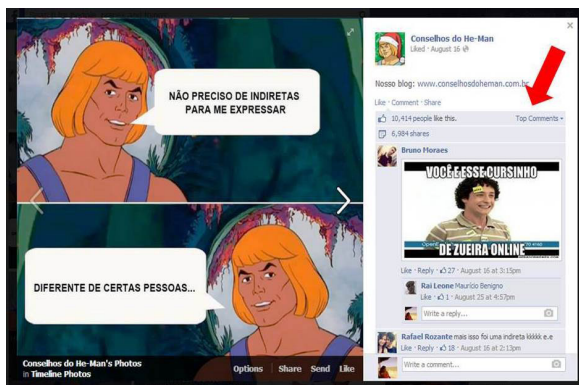 NÃO PRECISO DE INDIRETAS
PARA ME EXPRESSAR
DIFERENTE DE CERTAS PESSOAS...
Conselhos do He-Man's Photos
in Timeline Photos
Options Share Send Like
Conselhos do He-Man
Liked · August 16
Nosso blog: www.conselhosdoheman.com.br
Like · Comment · Share
10,414 people like this.
Top Comments
6,984 shares
Bruno Moraes
VOCÊ E ESSE CURSINHO
DE ZUEIRA ONLINE
Like · Reply · 27 · August 16 at 3:15pm
Rai Leone Maurício Benigno
Like · 1 · August 25 at 4:57pm
Write a reply...
Rafael Rozante mais isso foi uma indireta kkkkk e.e
Like · Reply · 18 · August 16 at 2:13pm
Write a comment...